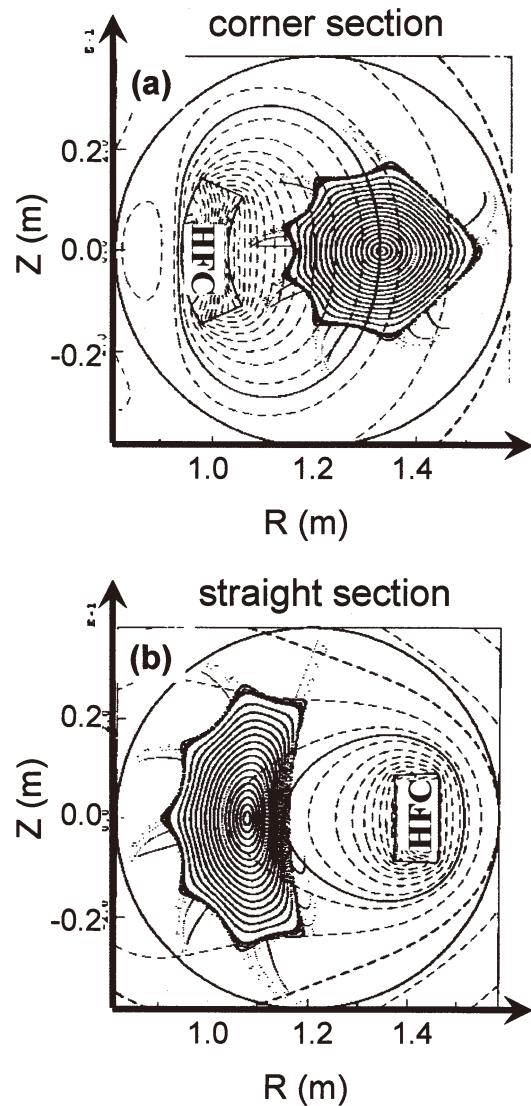 corner section
(a)
HFC
Z (m)
0.2
0.0
-0.2
1.0 1.2 1.4
R (m)
straight section
(b)
HFC
Z (m)
0.2
0.0
-0.2
1.0 1.2 1.4
R (m)